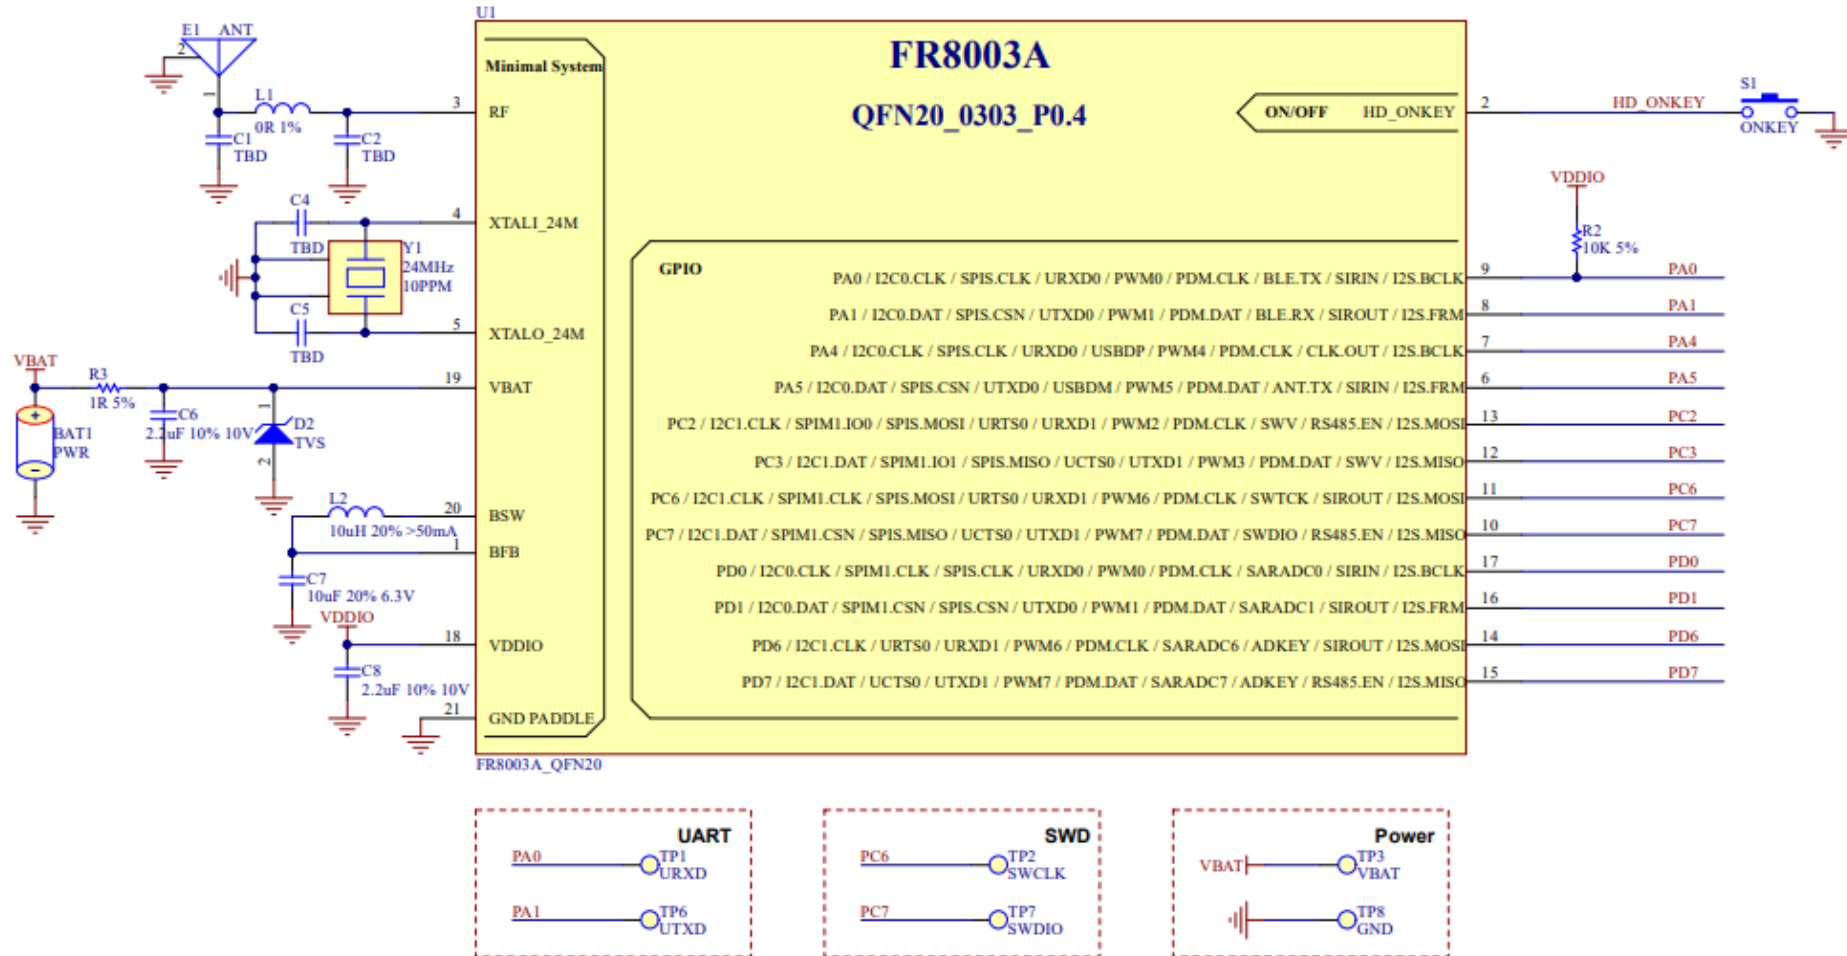 U1
E1 ANT
2
1
L1
0R 1%
C1
TBD
C2
TBD
Minimal System
3 RF
FR8003A
QFN20_0303_P0.4
ON/OFF HD_ONKEY
2 HD_ONKEY
S1
ONKEY
C4
TBD
4 XTALI_24M
Y1
24MHz
10PPM
C5
TBD
5 XTALO_24M
VBAT
R3
1R 5%
19 VBAT
BAT1
PWR
C6
2.2uF 10% 10V
1
D2
TVS
2
L2
10uH 20% >50mA
20 BSW
1 BFB
C7
10uF 20% 6.3V
VDDIO
18 VDDIO
C8
2.2uF 10% 10V
21 GND PADDLE
VDDIO
R2
10K 5%
GPIO
PA0 / I2C0.CLK / SPIS.CLK / URXD0 / PWM0 / PDM.CLK / BLE.TX / SIRIN / I2S.BCLK 9 PA0
PA1 / I2C0.DAT / SPIS.CSN / UTXD0 / PWM1 / PDM.DAT / BLE.RX / SIROUT / I2S.FRM 8 PA1
PA4 / I2C0.CLK / SPIS.CLK / URXD0 / USBDP / PWM4 / PDM.CLK / CLK.OUT / I2S.BCLK 7 PA4
PA5 / I2C0.DAT / SPIS.CSN / UTXD0 / USBDM / PWM5 / PDM.DAT / ANT.TX / SIRIN / I2S.FRM 6 PA5
PC2 / I2C1.CLK / SPIM1.IO0 / SPIS.MOSI / URTS0 / URXD1 / PWM2 / PDM.CLK / SWV / RS485.EN / I2S.MOSI 13 PC2
PC3 / I2C1.DAT / SPIM1.IO1 / SPIS.MISO / UCTS0 / UTXD1 / PWM3 / PDM.DAT / SWV / I2S.MISO 12 PC3
PC6 / I2C1.CLK / SPIM1.CLK / SPIS.MOSI / URTS0 / URXD1 / PWM6 / PDM.CLK / SWTCK / SIROUT / I2S.MOSI 11 PC6
PC7 / I2C1.DAT / SPIM1.CSN / SPIS.MISO / UCTS0 / UTXD1 / PWM7 / PDM.DAT / SWDIO / RS485.EN / I2S.MISO 10 PC7
PD0 / I2C0.CLK / SPIM1.CLK / SPIS.CLK / URXD0 / PWM0 / PDM.CLK / SARADC0 / SIRIN / I2S.BCLK 17 PD0
PD1 / I2C0.DAT / SPIM1.CSN / SPIS.CSN / UTXD0 / PWM1 / PDM.DAT / SARADC1 / SIROUT / I2S.FRM 16 PD1
PD6 / I2C1.CLK / URTS0 / URXD1 / PWM6 / PDM.CLK / SARADC6 / ADKEY / SIROUT / I2S.MOSI 14 PD6
PD7 / I2C1.DAT / UCTS0 / UTXD1 / PWM7 / PDM.DAT / SARADC7 / ADKEY / RS485.EN / I2S.MISO 15 PD7
FR8003A_QFN20
UART
PA0 TP1
URXD
PA1 TP6
UTXD
SWD
PC6 TP2
SWCLK
PC7 TP7
SWDIO
Power
VBAT TP3
VBAT
TP8
GND